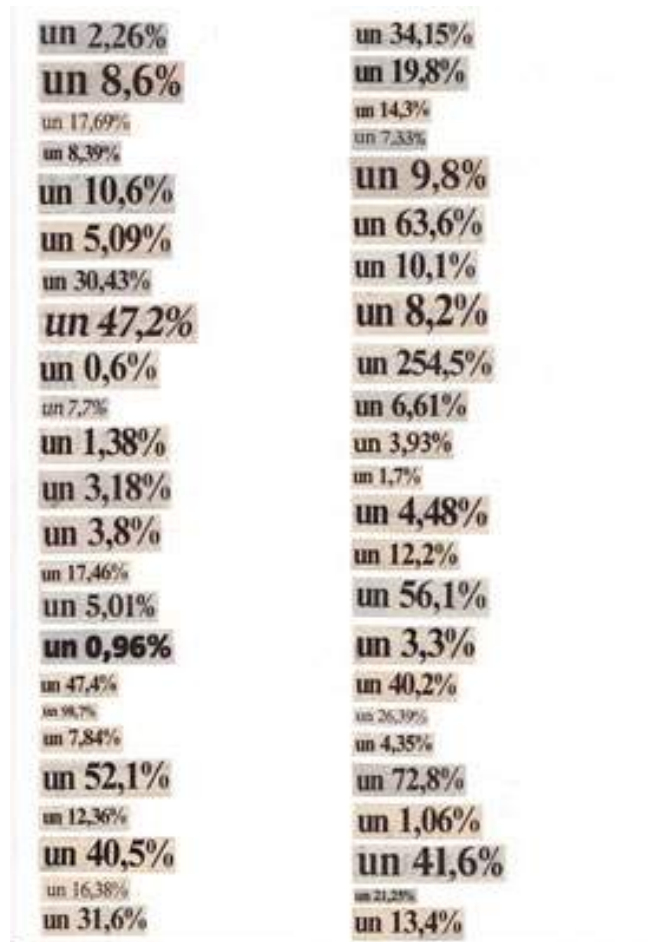 un 2,26%
un 8,6%
un 17,69%
un 8,39%
un 10,6%
un 5,09%
un 30,43%
un 47,2%
un 0,6%
un 7,7%
un 1,38%
un 3,18%
un 3,8%
un 17,46%
un 5,01%
un 0,96%
un 47,4%
un 98,7%
un 7,84%
un 52,1%
un 12,36%
un 40,5%
un 16,38%
un 31,6%
un 34,15%
un 19,8%
un 14,3%
un 7,33%
un 9,8%
un 63,6%
un 10,1%
un 8,2%
un 254,5%
un 6,61%
un 3,93%
un 1,7%
un 4,48%
un 12,2%
un 56,1%
un 3,3%
un 40,2%
un 26,39%
un 4,35%
un 72,8%
un 1,06%
un 41,6%
un 21,25%
un 13,4%